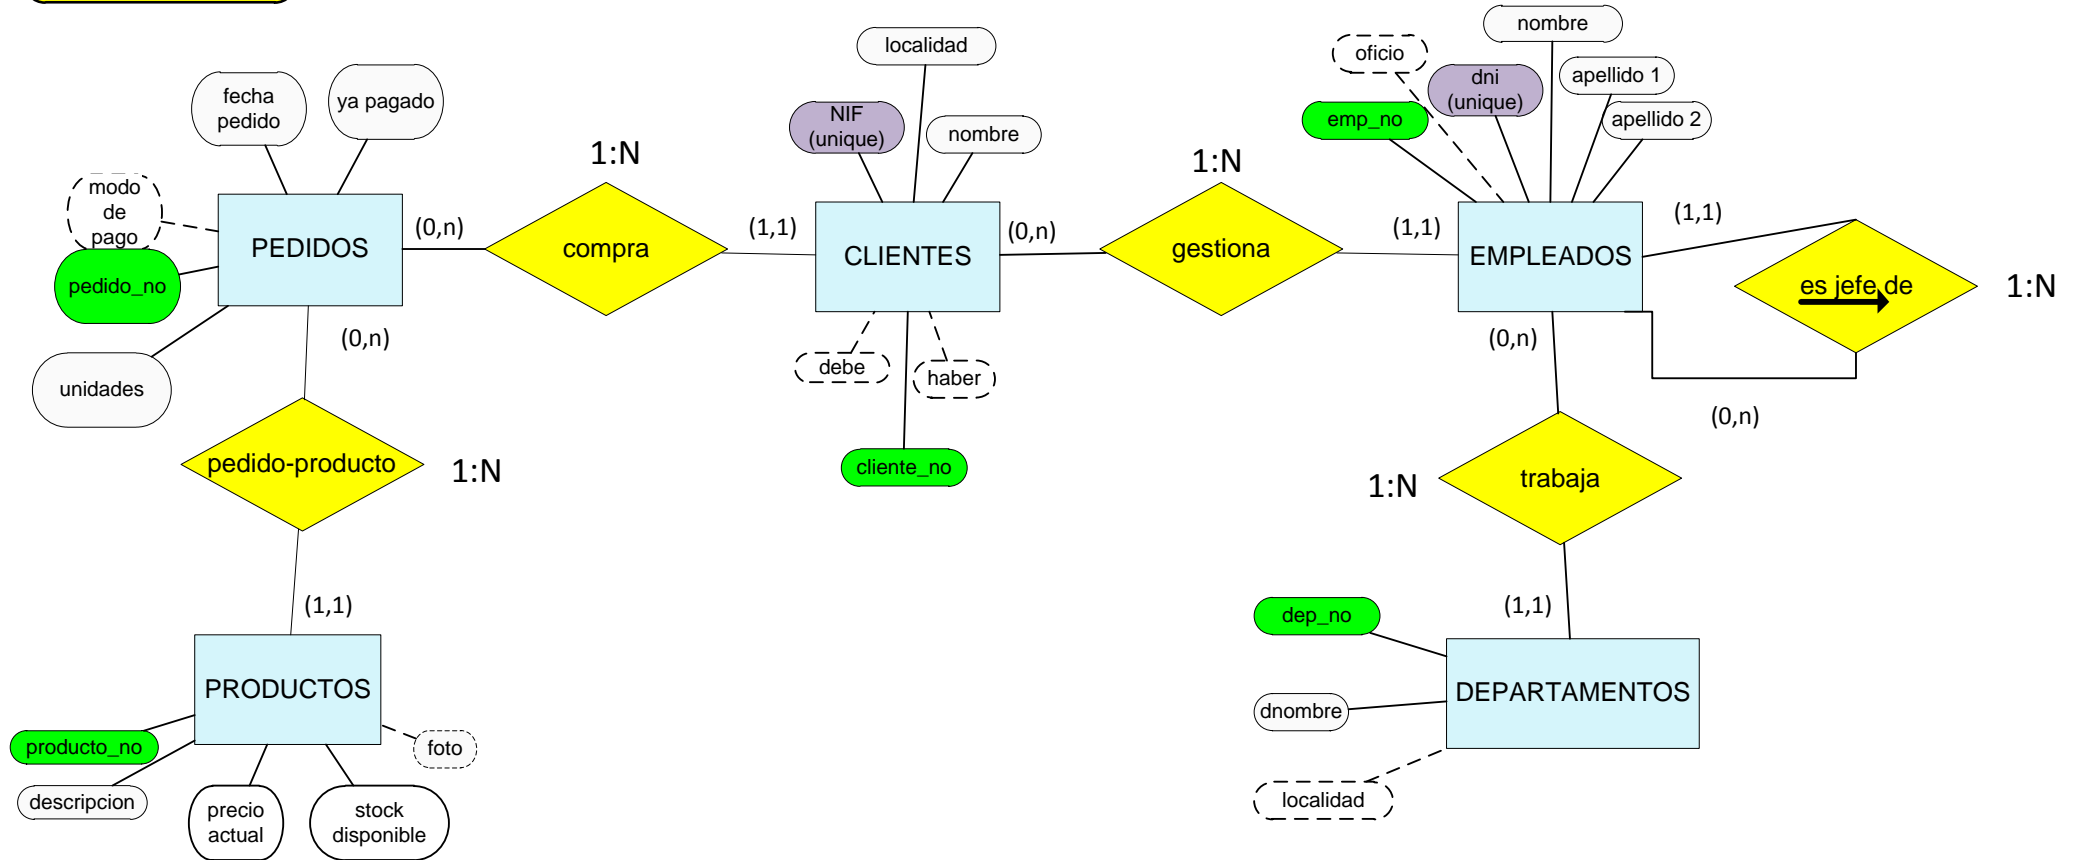 fecha
pedido
ya pagado
modo
de
pago
PEDIDOS
pedido_no
unidades
(0,n)
(0,n)
1:N
compra
(1,1)
pedido-producto
1:N
(1,1)
PRODUCTOS
producto_no
descripcion
precio
actual
stock
disponible
foto
localidad
NIF
(unique)
nombre
CLIENTES
debe
haber
cliente_no
(0,n)
1:N
gestiona
(1,1)
nombre
oficio
dni
(unique)
apellido 1
emp_no
apellido 2
EMPLEADOS
(1,1)
es jefe de
1:N
(0,n)
(0,n)
1:N
trabaja
(1,1)
dep_no
dnombre
DEPARTAMENTOS
localidad